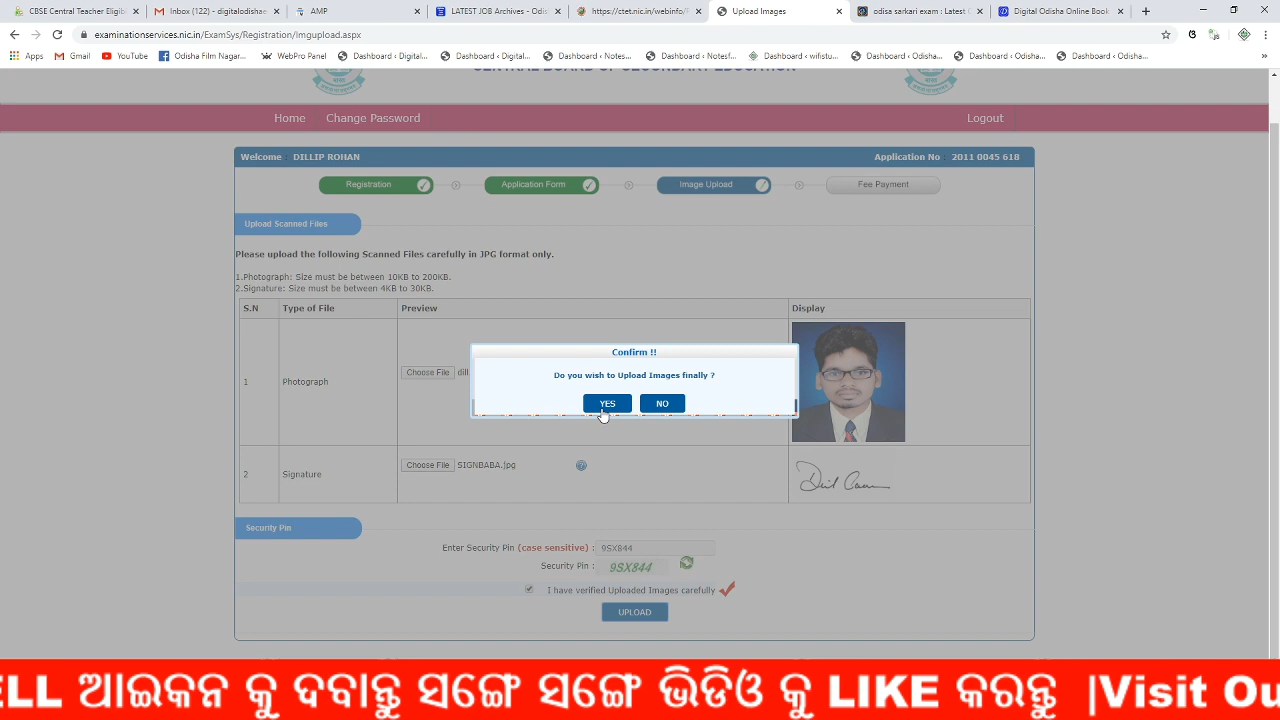 CBSE Central Teacher Eligib
Inbox (122) - digitalodishae
AMP
LATEST JOB Articles - Blog
https://ctet.nic.in/webinfo/
Upload Images
odisa sarkari exam: Latest G
Digital Odisha Online Book
examinationservices.nic.in/ExamSys/Registration/Imgupload.aspx
Apps
Gmail
YouTube
Odisha Film Nagar...
WebPro Panel
Dashboard ‹ Digital...
Dashboard ‹ Digital...
Dashboard ‹ Notesf...
Dashboard ‹ Notesf...
Dashboard ‹ wifistu...
Dashboard ‹ Odisha...
Dashboard ‹ Odisha...
Dashboard ‹ Odisha...
CENTRAL BOARD OF SECONDARY EDUCATION
Home
Change Password
Logout
Welcome : DILLIP ROHAN
Application No : 2011 0045 618
Registration
Application Form
Image Upload
Fee Payment
Upload Scanned Files
Please upload the following Scanned Files carefully in JPG format only.
1.Photograph: Size must be between 10KB to 200KB.
2.Signature: Size must be between 4KB to 30KB.
S.N Type of File Preview Display
1 Photograph Choose File dill
Confirm !!
Do you wish to Upload Images finally ?
YES NO
2 Signature Choose File SIGNBABA.jpg
Security Pin
Enter Security Pin (case sensitive) : 9SX844
Security Pin : 9SX844
I have verified Uploaded Images carefully
UPLOAD
ELL ଆଇକନ କୁ ଦବାନ୍ତୁ ସଙ୍ଗେ ସଙ୍ଗେ ଭିଡିଓ କୁ LIKE କରନ୍ତୁ |Visit Ou